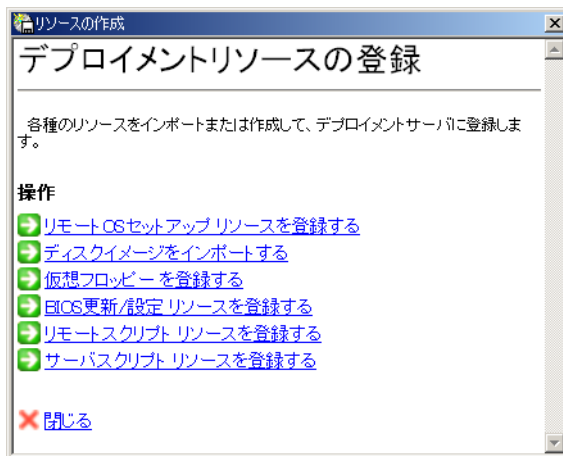 リソースの作成
デプロイメントリソースの登録
各種のリソースをインポートまたは作成して、デプロイメントサーバに登録しま
す。
操作
リモートOSセットアップ リソースを登録する
ディスクイメージをインポートする
仮想フロッピー を登録する
BIOS更新/設定 リソースを登録する
リモートスクリプト リソースを登録する
サーバスクリプト リソースを登録する
閉じる